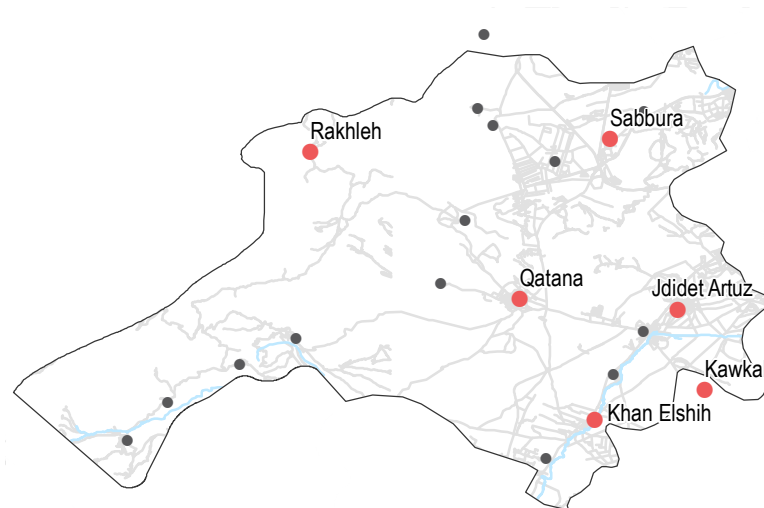 Sabbura
Rakhleh
Qatana
Jdidet Artuz
Kawka
Khan Elshih